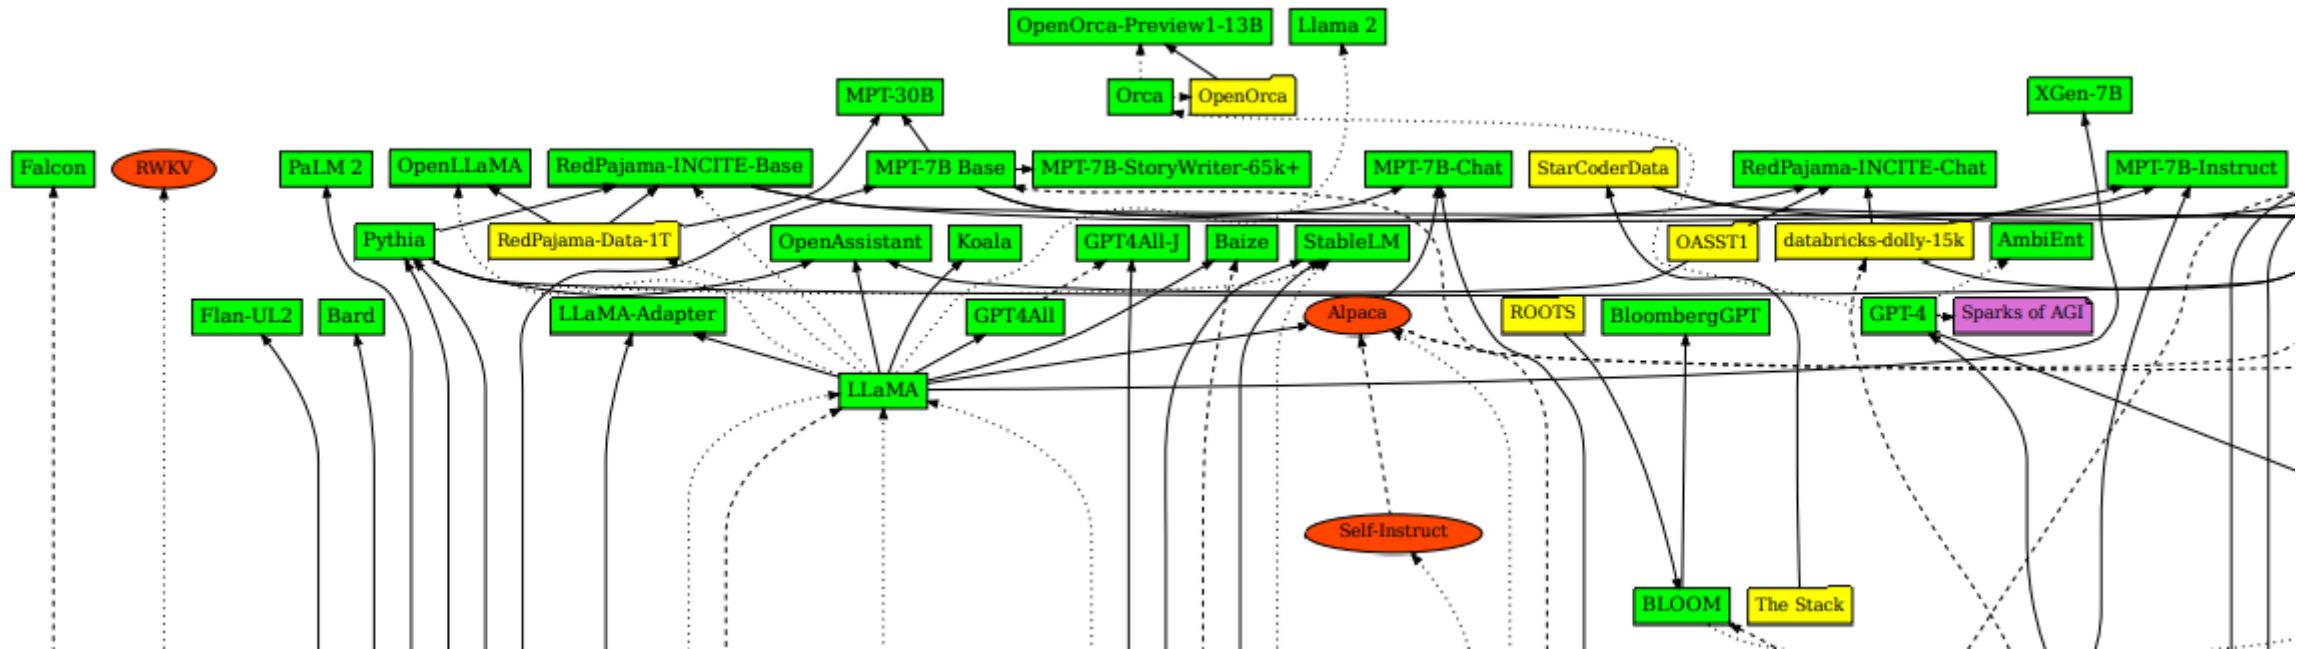 OpenOrca-Preview1-13B
Llama 2
MPT-30B
Orca
OpenOrca
XGen-7B
Falcon
RWKV
PaLM 2
OpenLLaMA
RedPajama-INCITE-Base
MPT-7B Base
MPT-7B-StoryWriter-65k+
MPT-7B-Chat
StarCoderData
RedPajama-INCITE-Chat
MPT-7B-Instruct
Pythia
RedPajama-Data-1T
OpenAssistant
Koala
GPT4All-J
Baize
StableLM
OASST1
databricks-dolly-15k
AmbiEnt
Flan-UL2
Bard
LLaMA-Adapter
GPT4All
Alpaca
ROOTS
BloombergGPT
GPT-4
Sparks of AGI
LLaMA
Self-Instruct
BLOOM
The Stack